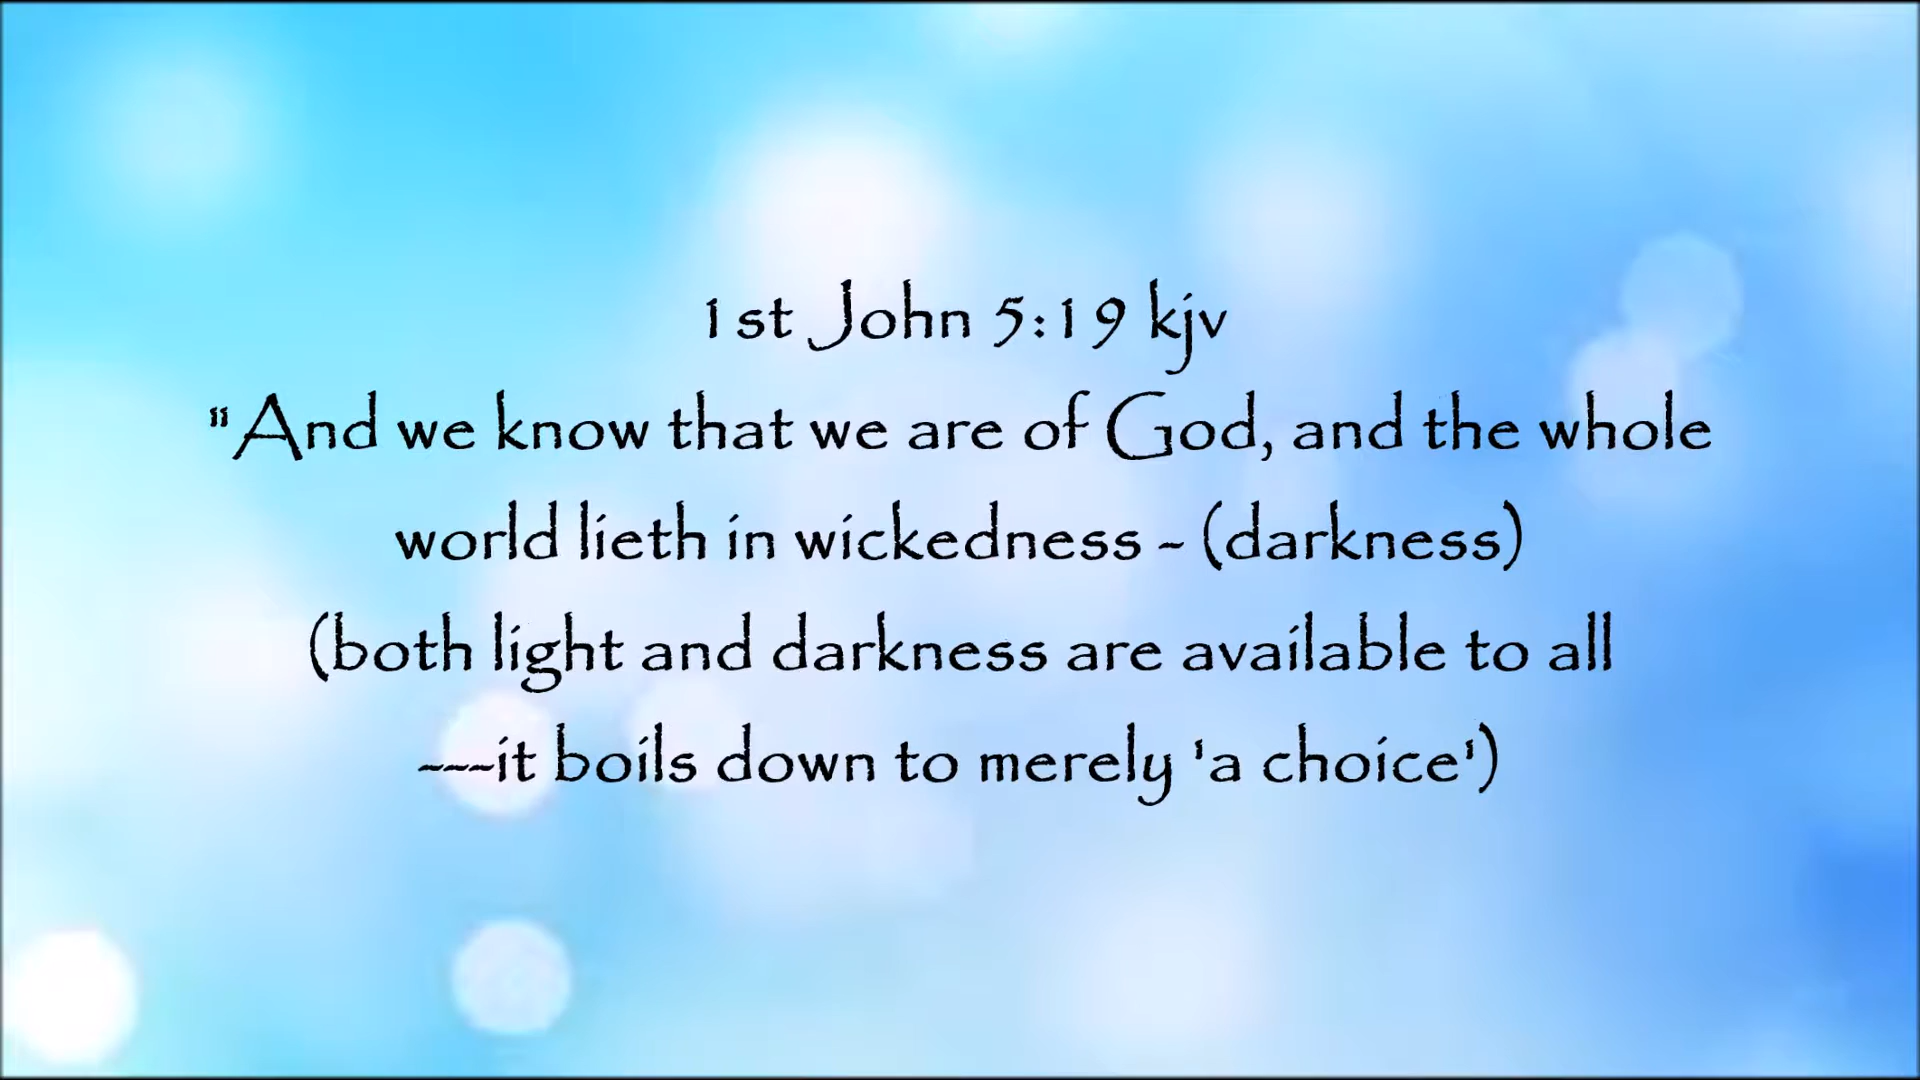 1st John 5:19 kjv
"And we know that we are of God, and the whole
world lieth in wickedness - (darkness)
(both light and darkness are available to all
---it boils down to merely 'a choice')